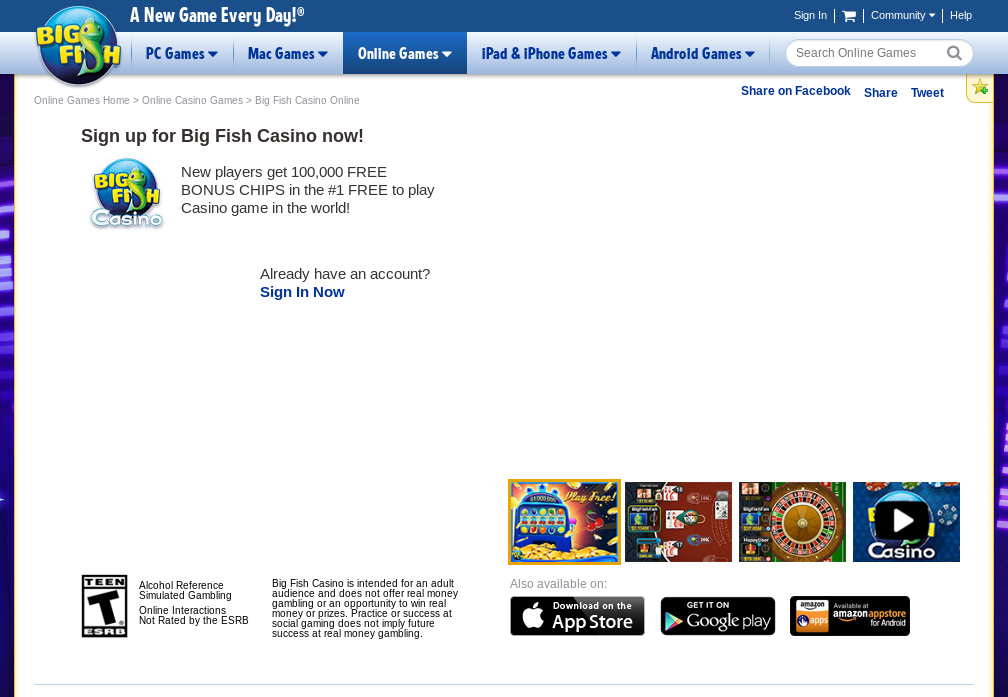 A New Game Every Day!®
Sign In
Community
Help
BIG FISH
PC Games
Mac Games
Online Games
iPad & iPhone Games
Android Games
Search Online Games
Online Games Home > Online Casino Games > Big Fish Casino Online
Share on Facebook
Share
Tweet
Sign up for Big Fish Casino now!
BIG FISH
Casino
New players get 100,000 FREE
BONUS CHIPS in the #1 FREE to play
Casino game in the world!
Already have an account?
Sign In Now
Play Free!
Casino
TEEN
T
ESRB
Alcohol Reference
Simulated Gambling
Online Interactions
Not Rated by the ESRB
Big Fish Casino is intended for an adult
audience and does not offer real money
gambling or an opportunity to win real
money or prizes. Practice or success at
social gaming does not imply future
success at real money gambling.
Also available on:
Download on the
App Store
GET IT ON
Google play
amazon
apps
Available at
amazon appstore
for Android